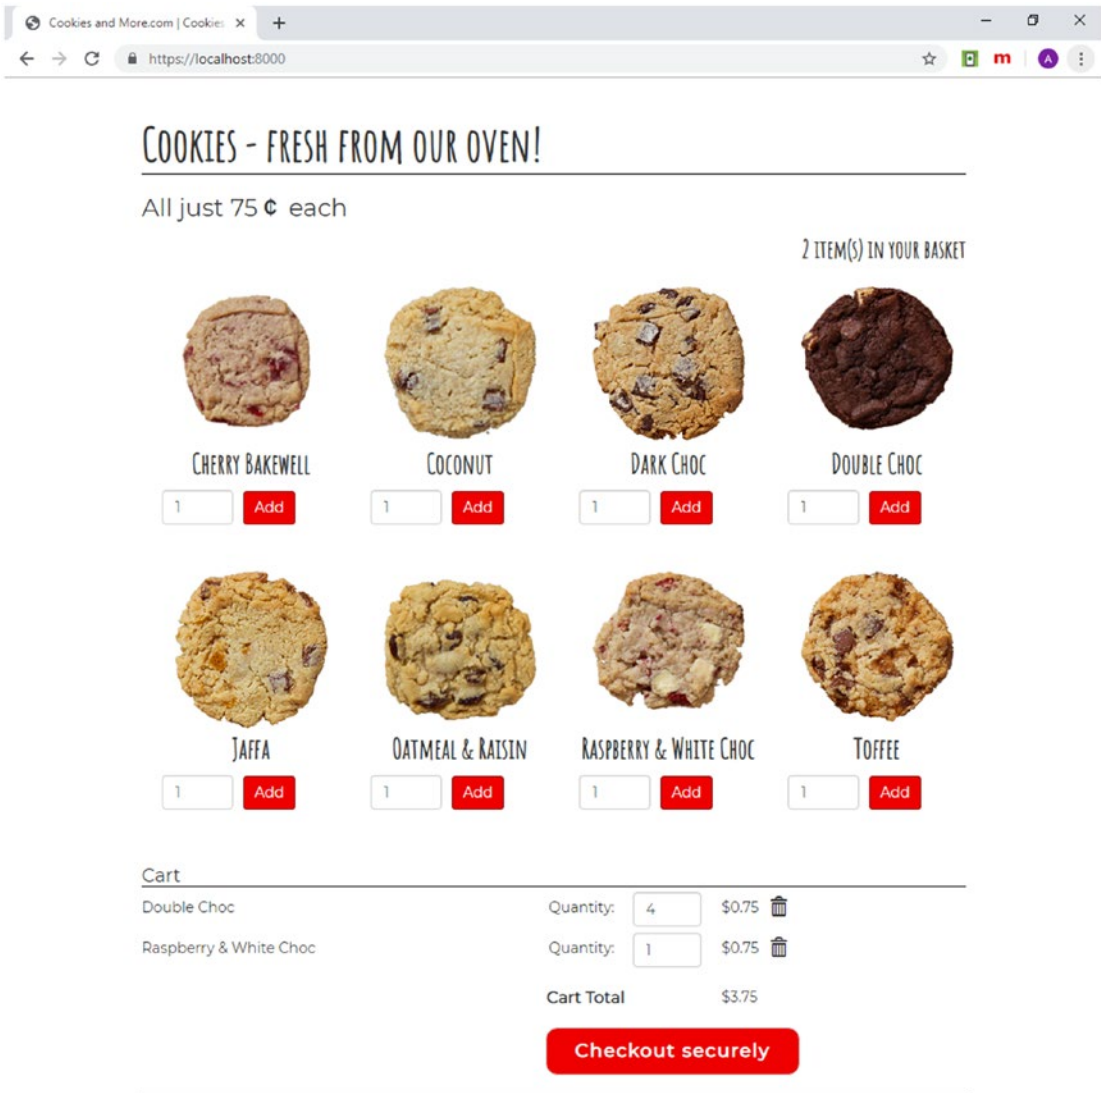 Cookies and More.com | Cookies
https://localhost:8000
m
A
Cookies - fresh from our oven!
All just 75 ¢ each
2 item(s) in your basket
Cherry Bakewell
Coconut
Dark Choc
Double Choc
1 Add
1 Add
1 Add
1 Add
Jaffa
Oatmeal & Raisin
Raspberry & White Choc
Toffee
1 Add
1 Add
1 Add
1 Add
Cart
Double Choc Quantity: 4 $0.75
Raspberry & White Choc Quantity: 1 $0.75
Cart Total $3.75
Checkout securely